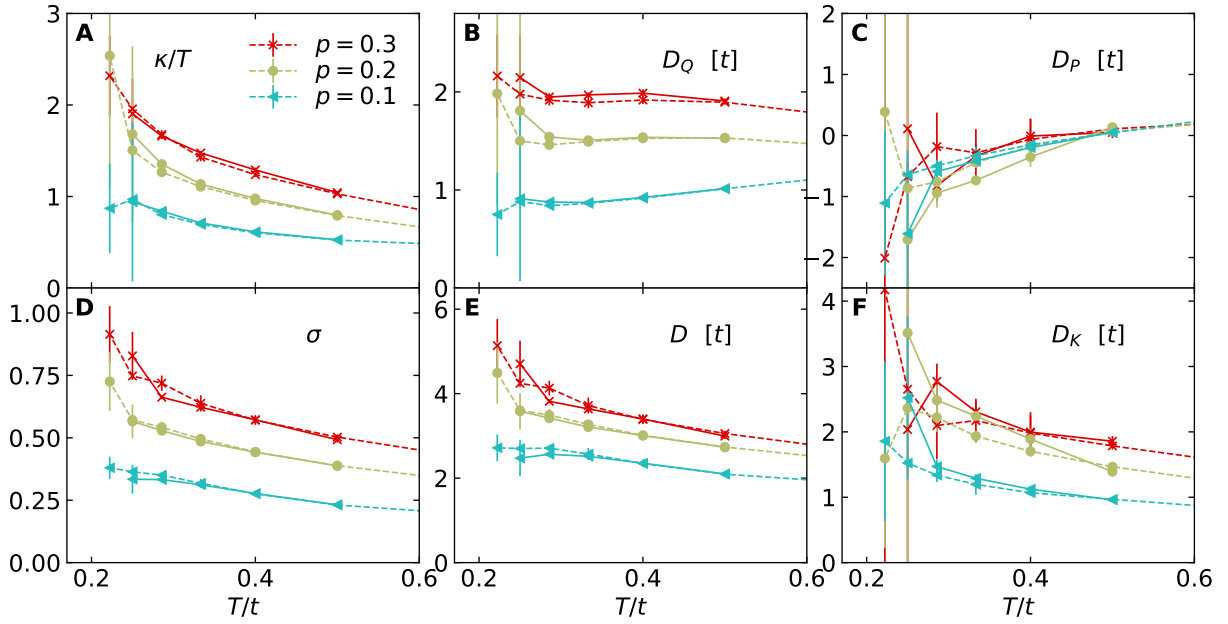 A
κ/T
p = 0.3
p = 0.2
p = 0.1
3
2
1
0
B
D_Q [t]
2
1
0
C
D_P [t]
2
1
0
−1
−2
D
σ
1.00
0.75
0.50
0.25
0.00
0.2 0.4 0.6
T/t
E
D [t]
6
4
2
0
0.2 0.4 0.6
T/t
F
D_K [t]
4
3
2
1
0
0.2 0.4 0.6
T/t